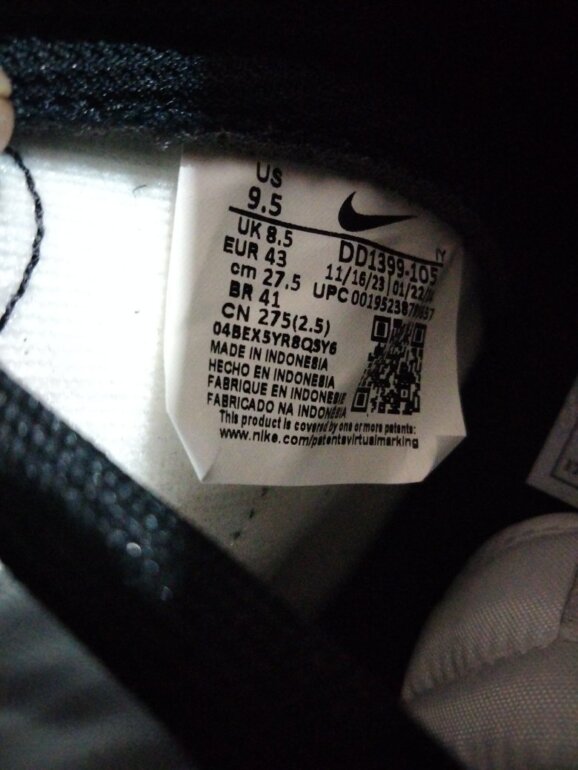 US
9.5
UK 8.5
EUR 43
cm 27.5
BR 41
CN 275(2.5)
DD1399-105
11/16/23
UPC
04BEX5YR8Q3Y6
MADE IN INDONESIA
HECHO EN INDONESIA
FABRIQUE EN INDONESIE
FABRICADO NA INDONÉSIA
This product is covered by one or more patents:
www.nike.com/patentsvirtualmarking